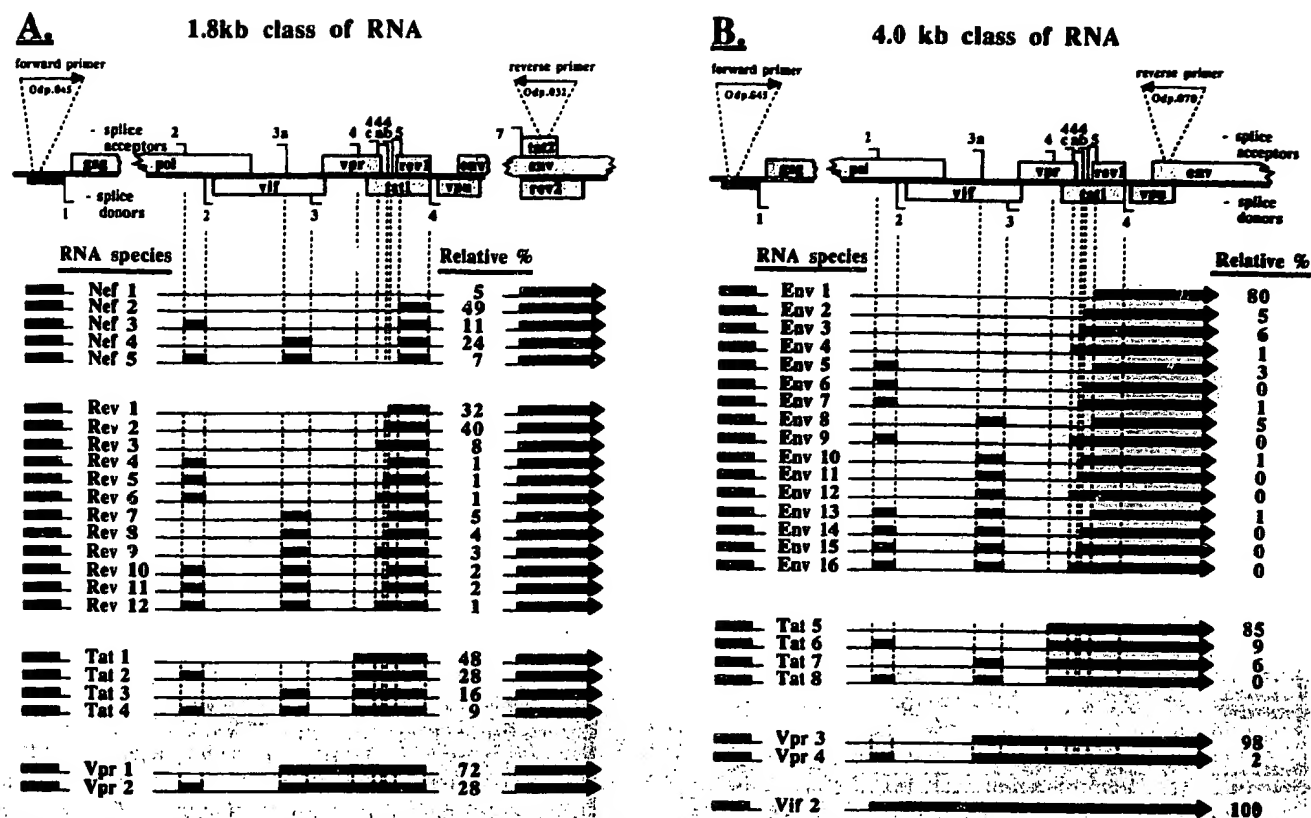 A. 1.8kb class of RNA
forward primer
Odp.045
reverse primer
Odp.032
- splice acceptors
2
3a
4
444
cab
5
7
gag
pol
vif
vpr
rev1
tat1
env
vpu
tat2
env
rev2
1
- splice donors
2
3
4
RNA species Relative %
Nef 1 5
Nef 2 49
Nef 3 11
Nef 4 24
Nef 5 7
Rev 1 32
Rev 2 40
Rev 3 8
Rev 4 1
Rev 5 1
Rev 6 1
Rev 7 5
Rev 8 4
Rev 9 3
Rev 10 2
Rev 11 2
Rev 12 1
Tat 1 48
Tat 2 28
Tat 3 16
Tat 4 9
Vpr 1 72
Vpr 2 28
B. 4.0 kb class of RNA
forward primer
Odp.045
reverse primer
Odp.070
2
3a
4
444
cab
5
- splice acceptors
gag
pol
vif
vpr
rev1
tat1
vpu
env
1
2
3
4
- splice donors
RNA species Relative %
Env 1 80
Env 2 5
Env 3 6
Env 4 1
Env 5 3
Env 6 0
Env 7 1
Env 8 5
Env 9 0
Env 10 1
Env 11 0
Env 12 0
Env 13 1
Env 14 0
Env 15 0
Env 16 0
Tat 5 85
Tat 6 9
Tat 7 6
Tat 8 0
Vpr 3 98
Vpr 4 2
Vif 2 100